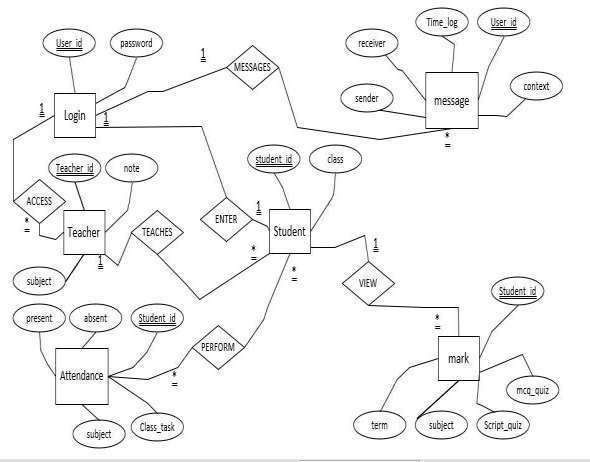 Time_log
User_id
User_id
password
receiver
1
MESSAGES
context
sender
message
1
Login
1
*
Teacher_id
note
student_id
class
ACCESS
1
*
Teacher
TEACHES
ENTER
Student
1
1
*
*
subject
VIEW
Student_id
present
absent
Student_id
*
PERFORM
mark
Attendance
*
mcq_quiz
subject
Class_task
term
subject
Script_quiz